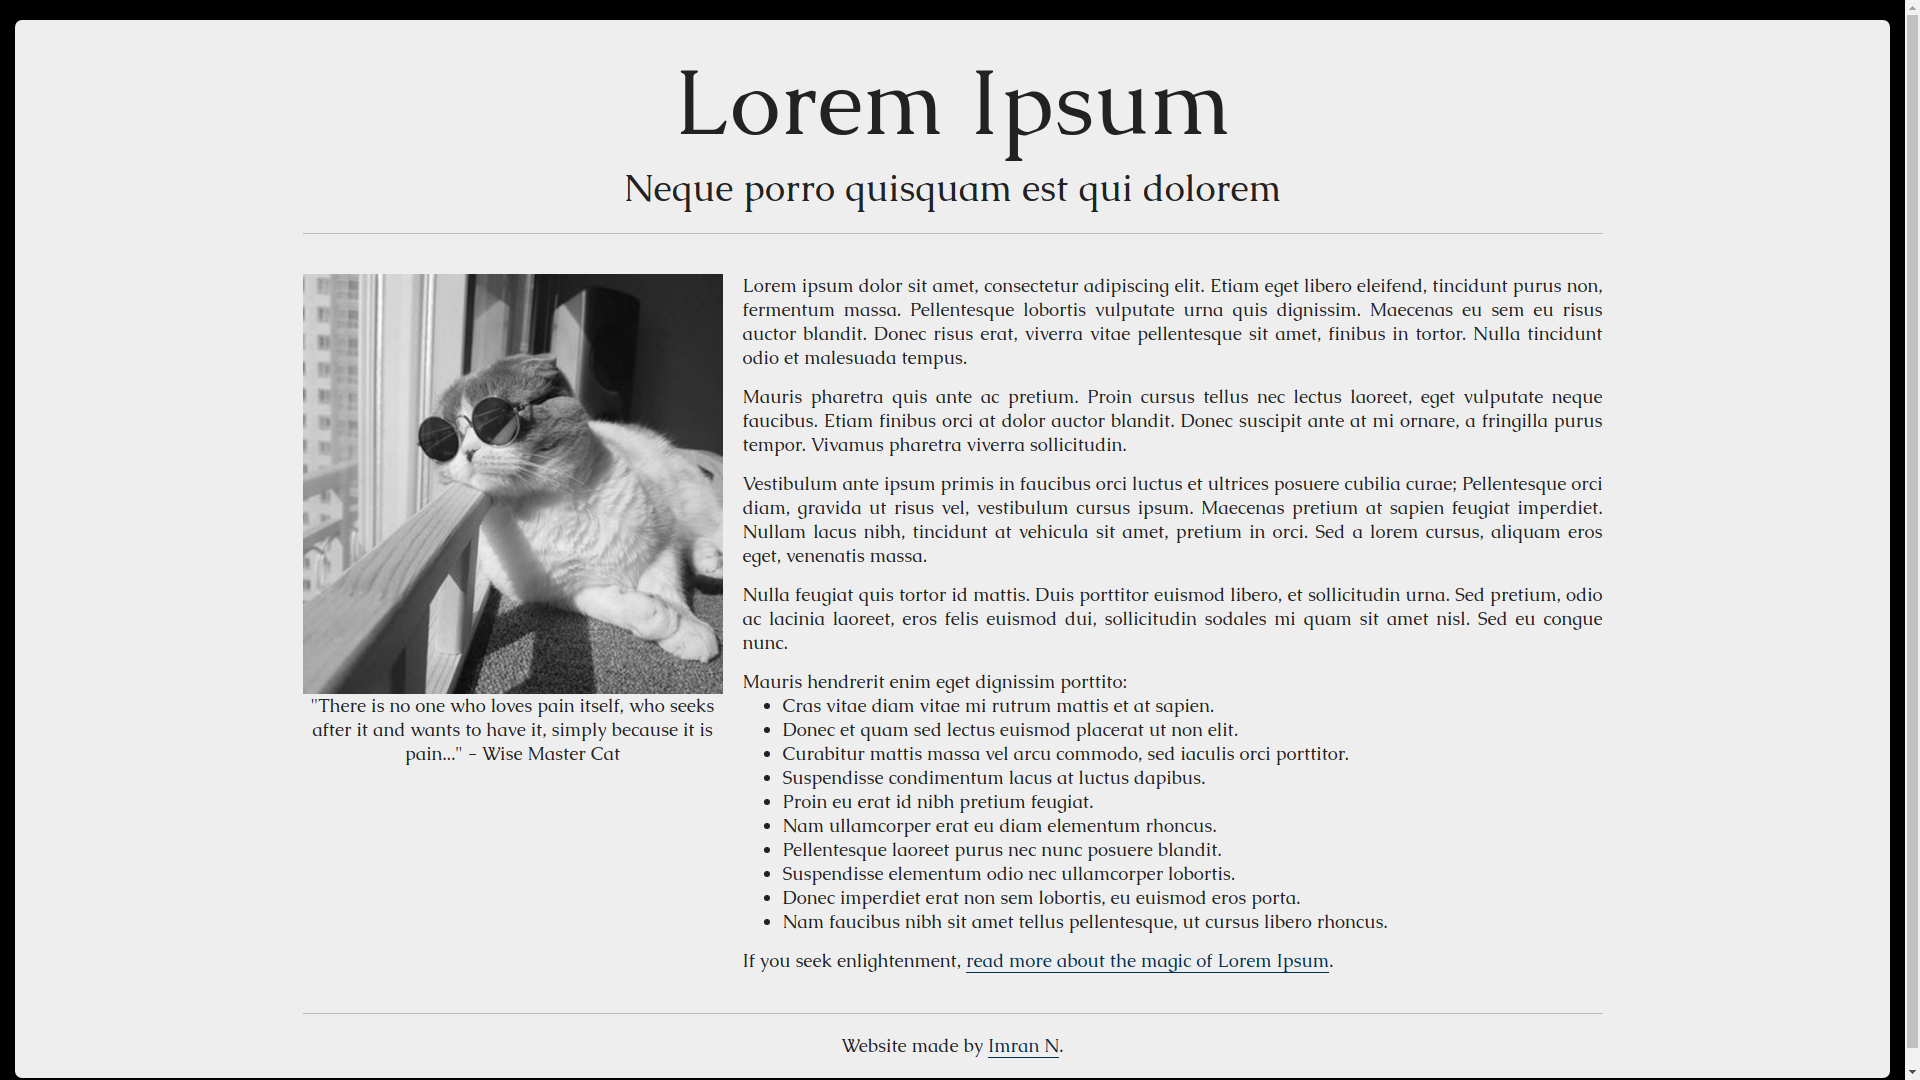 Lorem Ipsum
Neque porro quisquam est qui dolorem
"There is no one who loves pain itself, who seeks
after it and wants to have it, simply because it is
pain..." - Wise Master Cat
Lorem ipsum dolor sit amet, consectetur adipiscing elit. Etiam eget libero eleifend, tincidunt purus non,
fermentum massa. Pellentesque lobortis vulputate urna quis dignissim. Maecenas eu sem eu risus
auctor blandit. Donec risus erat, viverra vitae pellentesque sit amet, finibus in tortor. Nulla tincidunt
odio et malesuada tempus.
Mauris pharetra quis ante ac pretium. Proin cursus tellus nec lectus laoreet, eget vulputate neque
faucibus. Etiam finibus orci at dolor auctor blandit. Donec suscipit ante at mi ornare, a fringilla purus
tempor. Vivamus pharetra viverra sollicitudin.
Vestibulum ante ipsum primis in faucibus orci luctus et ultrices posuere cubilia curae; Pellentesque orci
diam, gravida ut risus vel, vestibulum cursus ipsum. Maecenas pretium at sapien feugiat imperdiet.
Nullam lacus nibh, tincidunt at vehicula sit amet, pretium in orci. Sed a lorem cursus, aliquam eros
eget, venenatis massa.
Nulla feugiat quis tortor id mattis. Duis porttitor euismod libero, et sollicitudin urna. Sed pretium, odio
ac lacinia laoreet, eros felis euismod dui, sollicitudin sodales mi quam sit amet nisl. Sed eu congue
nunc.
Mauris hendrerit enim eget dignissim porttito:
• Cras vitae diam vitae mi rutrum mattis et at sapien.
• Donec et quam sed lectus euismod placerat ut non elit.
• Curabitur mattis massa vel arcu commodo, sed iaculis orci porttitor.
• Suspendisse condimentum lacus at luctus dapibus.
• Proin eu erat id nibh pretium feugiat.
• Nam ullamcorper erat eu diam elementum rhoncus.
• Pellentesque laoreet purus nec nunc posuere blandit.
• Suspendisse elementum odio nec ullamcorper lobortis.
• Donec imperdiet erat non sem lobortis, eu euismod eros porta.
• Nam faucibus nibh sit amet tellus pellentesque, ut cursus libero rhoncus.
If you seek enlightenment, read more about the magic of Lorem Ipsum.
Website made by Imran N.